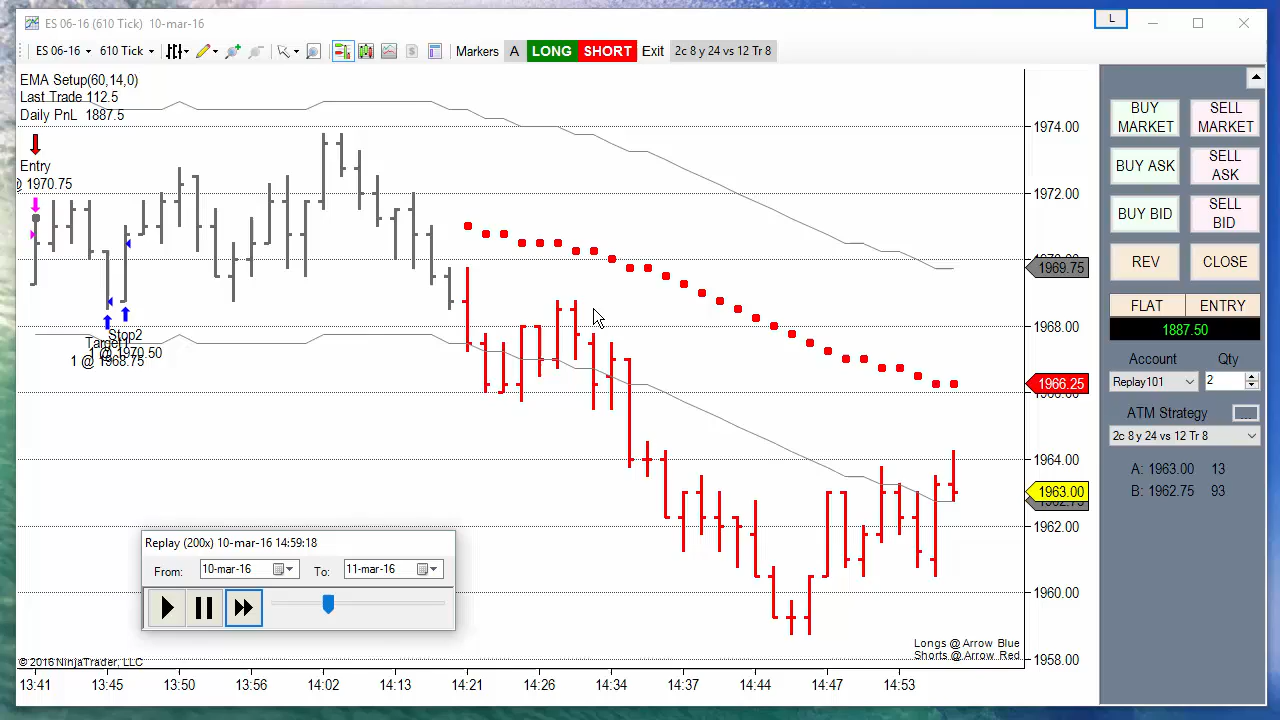 ES 06-16 (610 Tick) 10-mar-16
L
ES 06-16 610 Tick Markers A LONG SHORT Exit 2c 8 y 24 vs 12 Tr 8
EMA Setup(60,14,0)
Last Trade 112.5
Daily PnL 1887.5
Entry
@ 1970.75
Stop2
1 @ 1968.75
1974.00
1972.00
1969.75
1968.00
1966.25
1964.00
1963.00
1962.00
1960.00
1958.00
BUY MARKET
SELL MARKET
BUY ASK
SELL ASK
BUY BID
SELL BID
REV
CLOSE
FLAT ENTRY
1887.50
Account Qty
Replay101 2
ATM Strategy
2c 8 y 24 vs 12 Tr 8
A: 1963.00 13
B: 1962.75 93
Replay (200x) 10-mar-16 14:59:18
From: 10-mar-16 To: 11-mar-16
Longs @ Arrow Blue
Shorts @ Arrow Red
© 2016 NinjaTrader, LLC
13:41 13:45 13:50 13:56 14:02 14:13 14:21 14:26 14:34 14:37 14:44 14:47 14:53